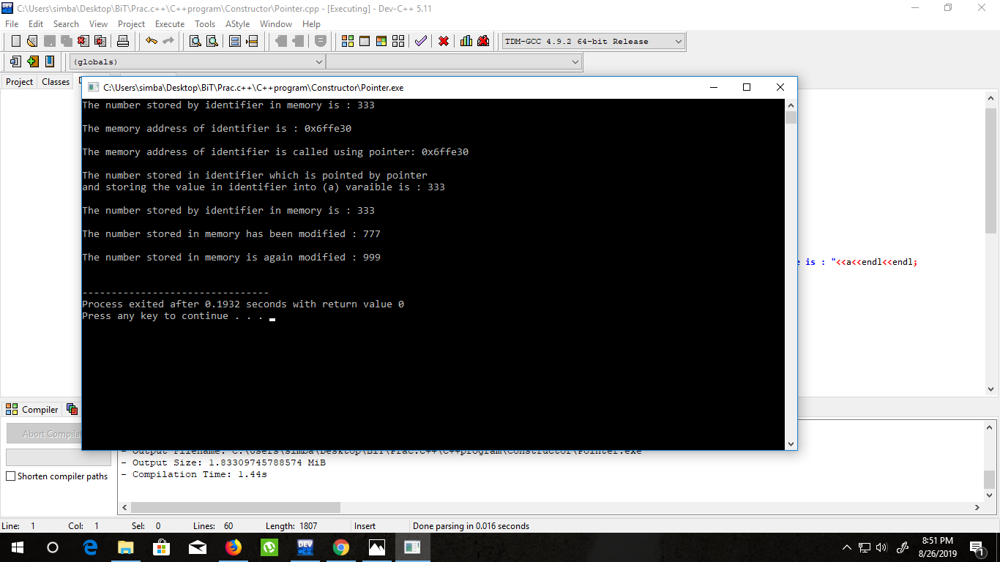 C:\Users\simba\Desktop\BiT\Prac.c++\C++program\Constructor\Pointer.cpp - [Executing] - Dev-C++ 5.11
File Edit Search View Project Execute Tools AStyle Window Help
TDM-GCC 4.9.2 64-bit Release
(globals)
Project Classes
C:\Users\simba\Desktop\BiT\Prac.c++\C++program\Constructor\Pointer.exe
The number stored by identifier in memory is : 333
The memory address of identifier is : 0x6ffe30
The memory address of identifier is called using pointer: 0x6ffe30
The number stored in identifier which is pointed by pointer
and storing the value in identifier into (a) varaible is : 333
The number stored by identifier in memory is : 333
The number stored in memory has been modified : 777
The number stored in memory is again modified : 999
is : "<<a<<endl<<endl;
--------------------------------
Process exited after 0.1932 seconds with return value 0
Press any key to continue . . .
Compiler
Abort Compila
- Output Filename: C:\Users\simba\Desktop\BiT\Prac.c++\C++program\Constructor\Pointer.exe
- Output Size: 1.83309745788574 MiB
- Compilation Time: 1.44s
Shorten compiler paths
Line: 1 Col: 1 Sel: 0 Lines: 60 Length: 1807 Insert Done parsing in 0.016 seconds
DEV C++
8:51 PM
8/26/2019
1